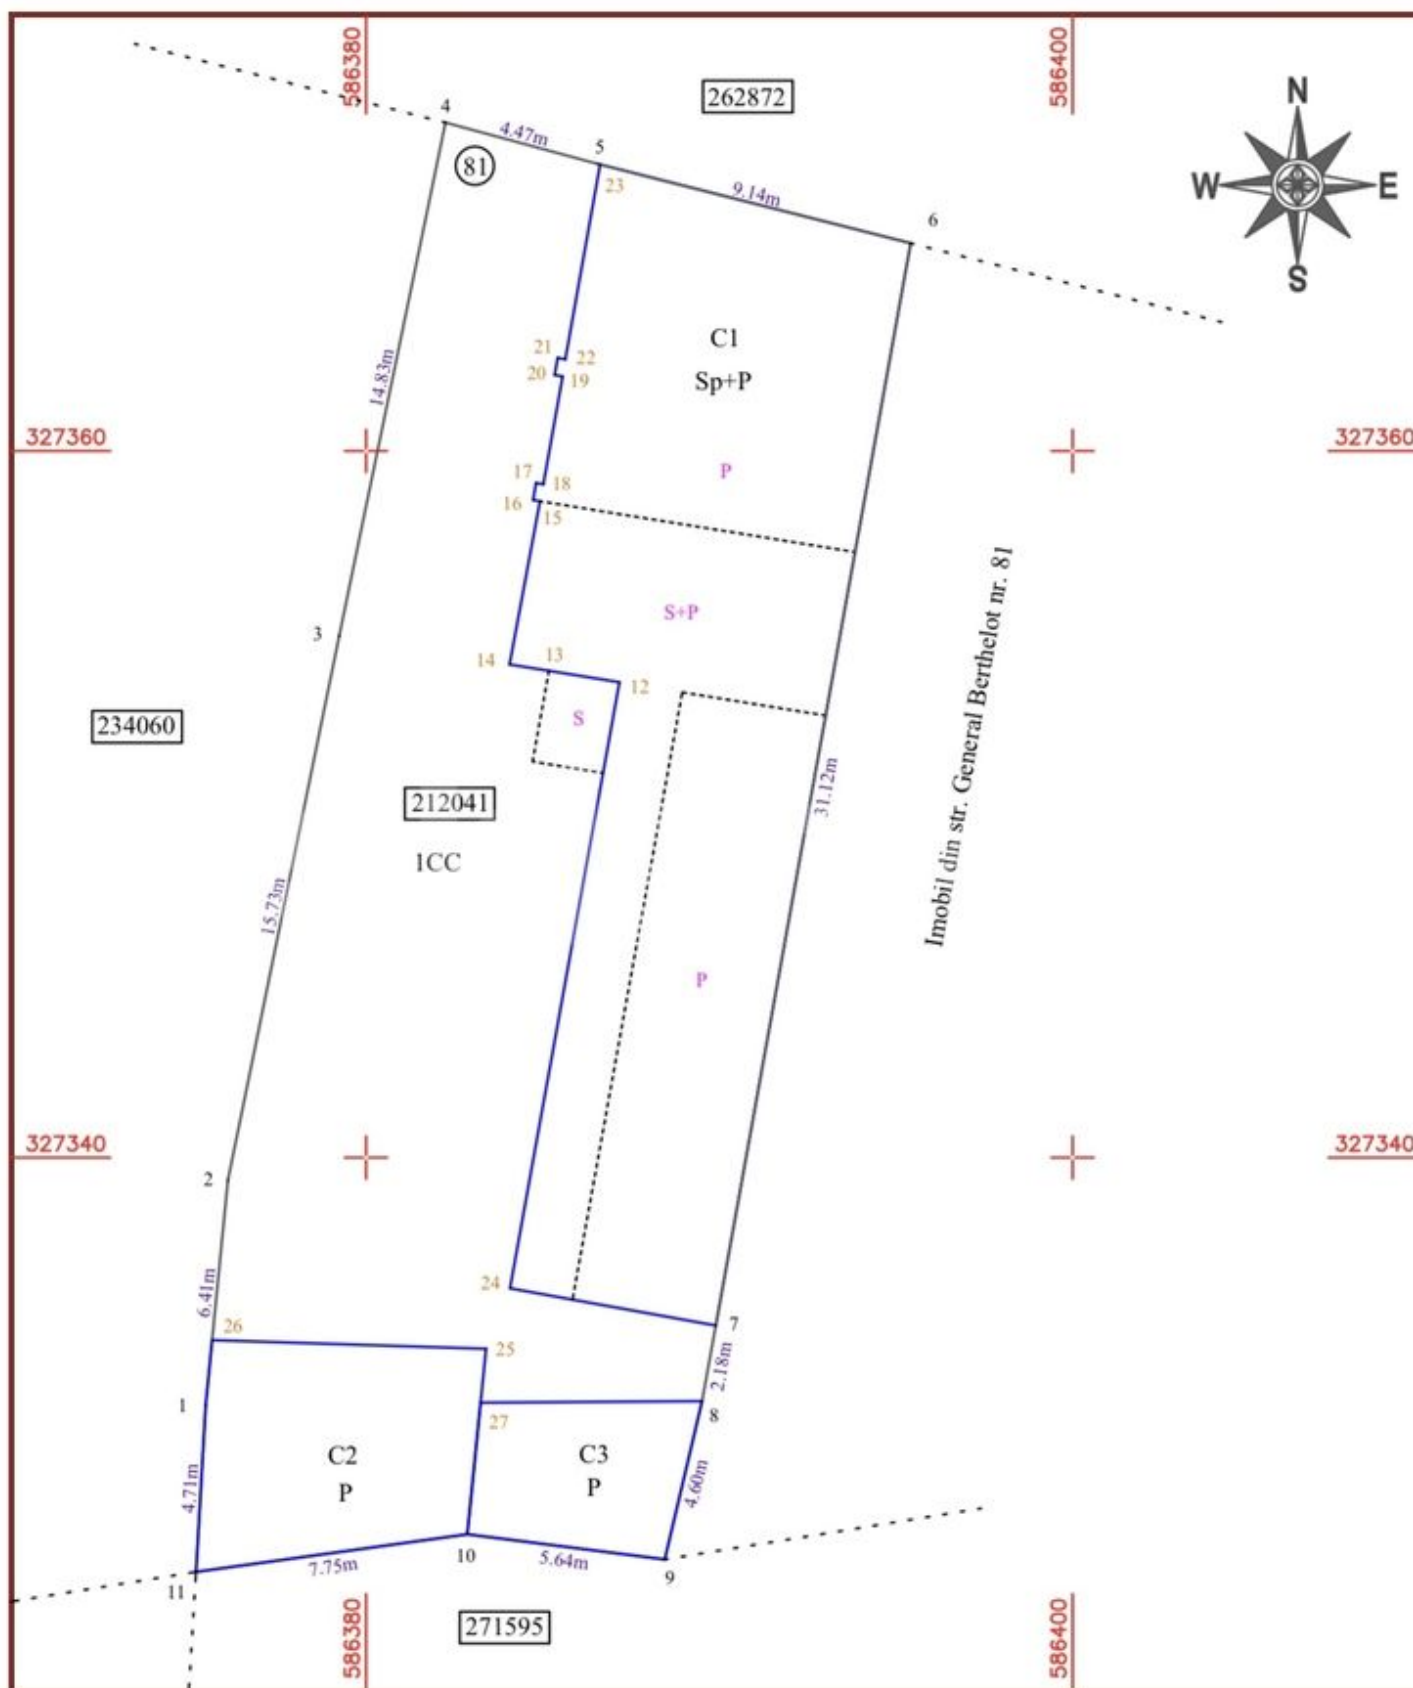 586380
586400
N
W
E
S
262872
4
4.47m
5
81
23
9.14m
6
C1
Sp+P
21
22
20
19
14.83m
327360
327360
P
17
18
16
15
S+P
3
14
13
12
S
234060
212041
1CC
31.12m
Imobil din str. General Berthelot nr. 81
15.73m
P
327340
327340
2
24
6.41m
26
25
7
2.18m
1
27
8
C2
P
C3
P
4.71m
4.60m
7.75m
10
5.64m
9
11
271595
586380
586400